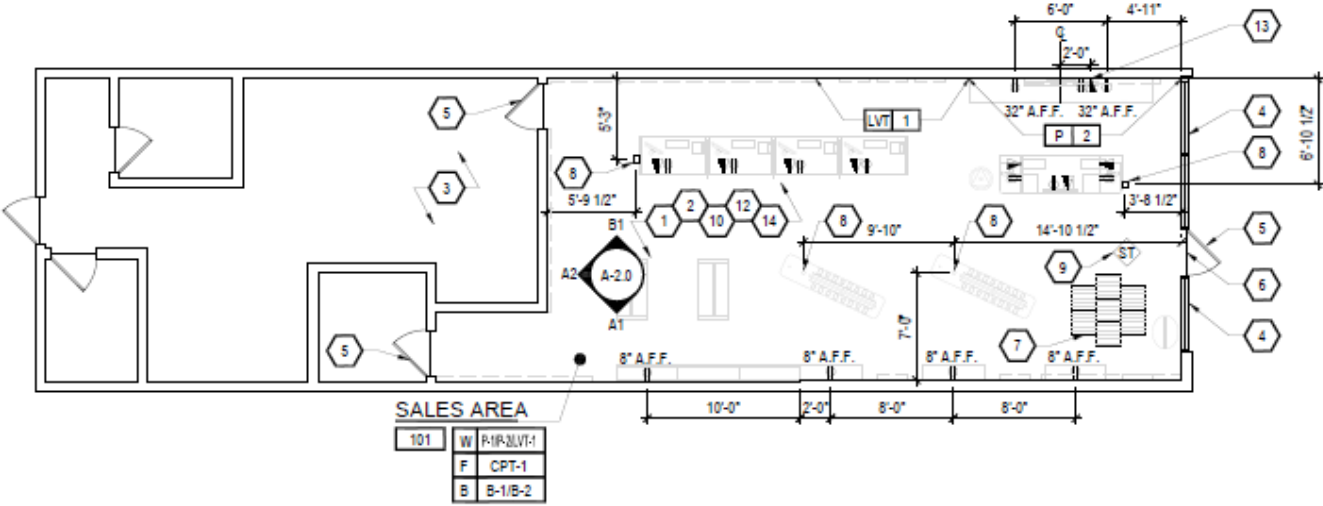 6'-0" 4'-11"
13
℄
2'-0"
5
5'-3"
LVT 1
32" A.F.F. 32" A.F.F.
P 2
4
6'-10 1/2"
8
8
3
5'-9 1/2"
3'-8 1/2"
1 2 10 12 14
B1
8
9'-10"
8
14'-10 1/2"
5
A2 A-2.0
9
ST
6
A1
7'-0"
4
5
7
8" A.F.F. 8" A.F.F. 8" A.F.F. 8" A.F.F.
10'-0" 2'-0" 8'-0" 8'-0"
SALES AREA
101
W P-1/P-2/LVT-1
F CPT-1
B B-1/B-2